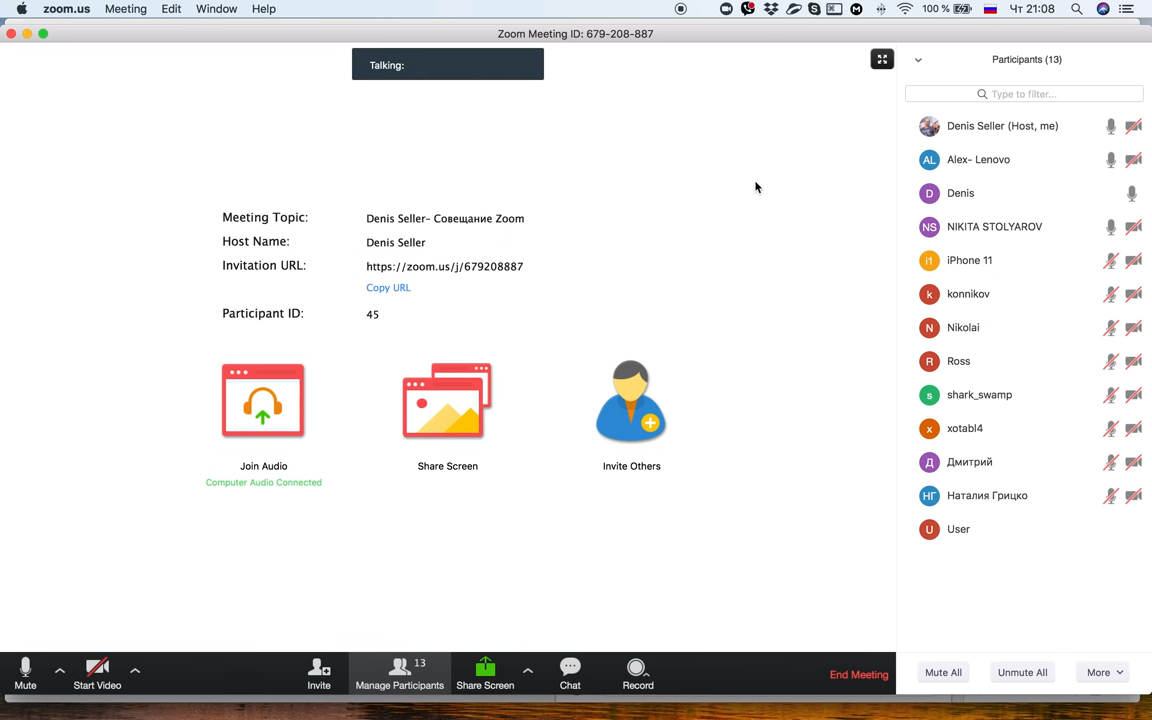 zoom.us Meeting Edit Window Help 100 % Чт 21:08
Zoom Meeting ID: 679-208-887
Talking:
Meeting Topic: Denis Seller- Совещание Zoom
Host Name: Denis Seller
Invitation URL: https://zoom.us/j/679208887
Copy URL
Participant ID: 45
Join Audio
Computer Audio Connected
Share Screen
Invite Others
Participants (13)
Type to filter...
Denis Seller (Host, me)
AL Alex- Lenovo
D Denis
NS NIKITA STOLYAROV
i1 iPhone 11
k konnikov
N Nikolai
R Ross
s shark_swamp
x xotabl4
Д Дмитрий
НГ Наталия Грицко
U User
Mute
Start Video
Invite
13
Manage Participants
Share Screen
Chat
Record
End Meeting
Mute All Unmute All More